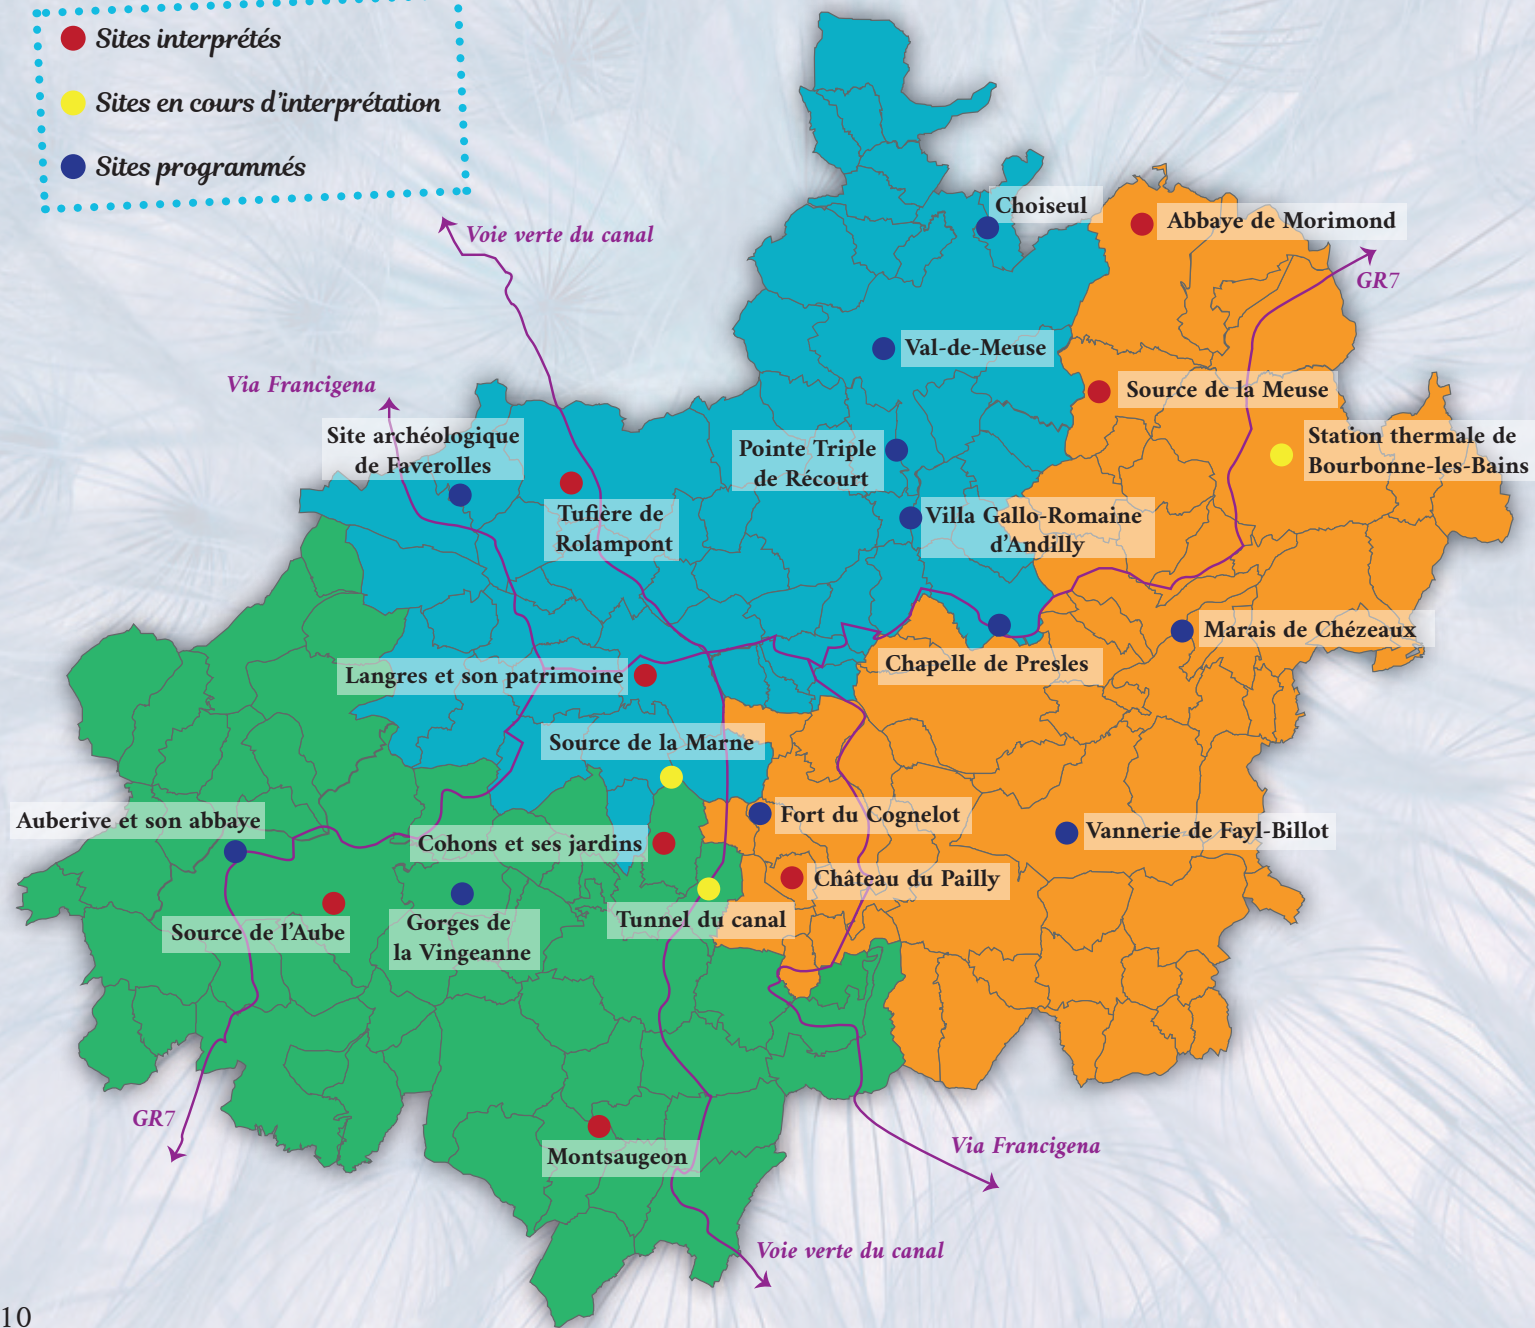 Sites interprétés
Sites en cours d'interprétation
Sites programmés
Voie verte du canal
Choiseul
Abbaye de Morimond
GR7
Val-de-Meuse
Via Francigena
Source de la Meuse
Site archéologique
de Faverolles
Pointe Triple
de Récourt
Station thermale de
Bourbonne-les-Bains
Tufière de
Rolampont
Villa Gallo-Romaine
d'Andilly
Marais de Chézeaux
Chapelle de Presles
Langres et son patrimoine
Source de la Marne
Auberive et son abbaye
Fort du Cognelot
Vannerie de Fayl-Billot
Cohons et ses jardins
Château du Pailly
Tunnel du canal
Source de l'Aube
Gorges de
la Vingeanne
GR7
Montsaugeon
Via Francigena
Voie verte du canal
10